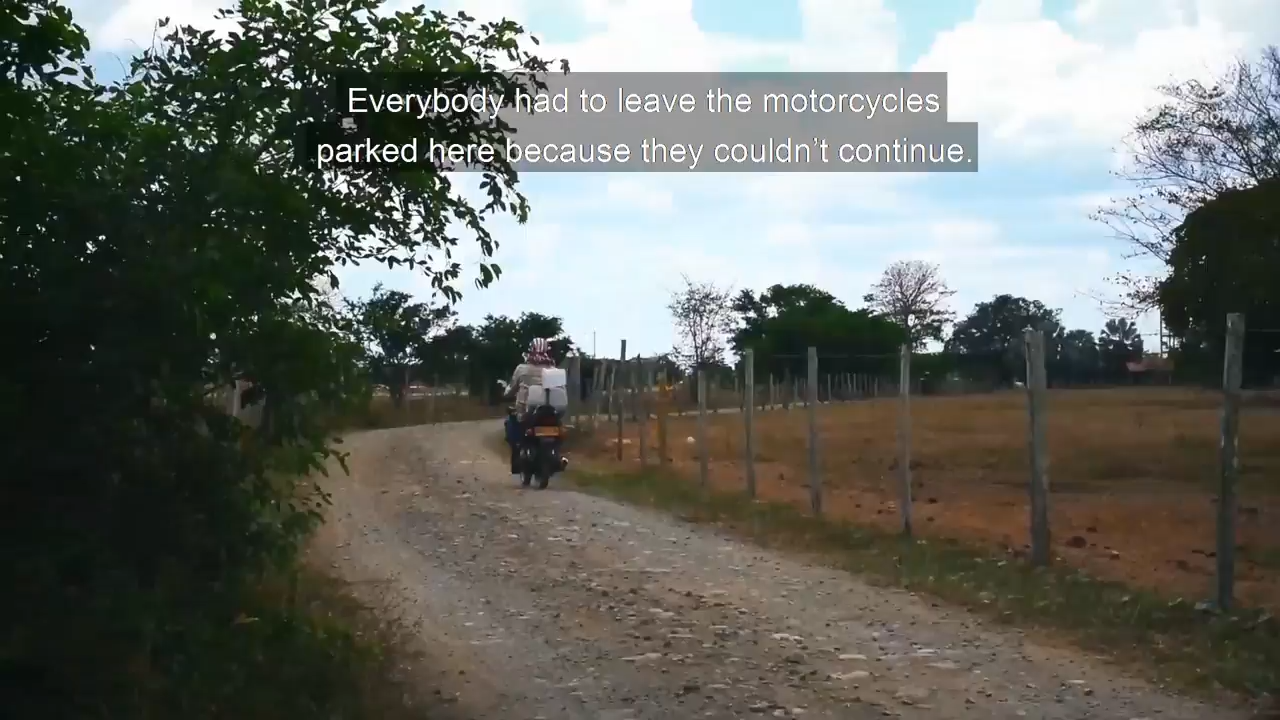 Everybody had to leave the motorcycles
parked here because they couldn't continue.